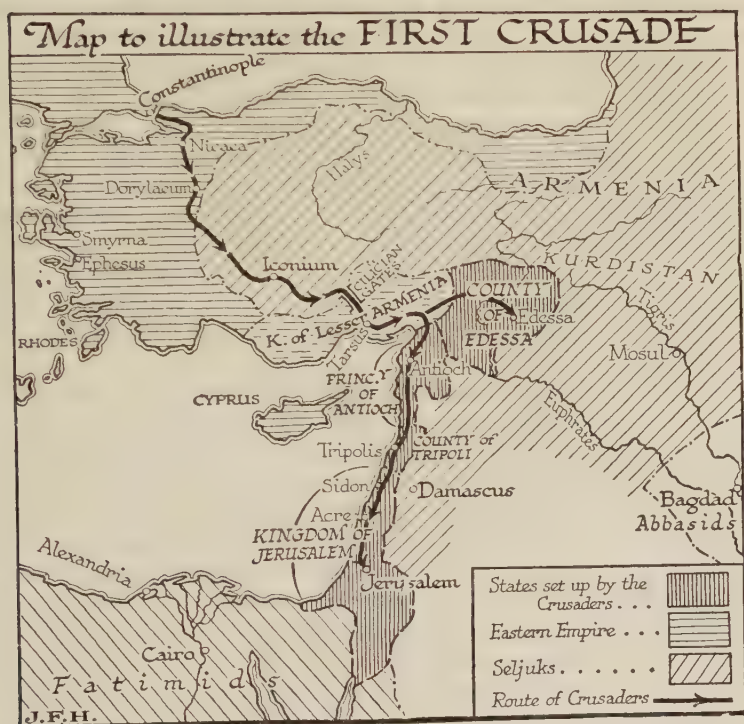 Map to illustrate the FIRST CRUSADE
Constantinople
Nicaea
Dorylaeum
Halys
ARMENIA
Smyrna
Ephesus
Iconium
CILICIAN
GATES
KURDISTAN
K. of Lesser ARMENIA
COUNTY
OF
EDESSA
Edessa
Tigris
Mosul
RHODES
Tarsus
Antioch
PRINC.Y
OF
ANTIOCH
CYPRUS
Euphrates
Tripolis
COUNTY of
TRIPOLI
Sidon
Damascus
Acre
Bagdad
Abbasids
KINGDOM OF
JERUSALEM
Alexandria
Jerusalem
Cairo
Fatimids
States set up by the
Crusaders . . .
Eastern Empire . . .
Seljuks . . . . . .
Route of Crusaders
J.F.H.